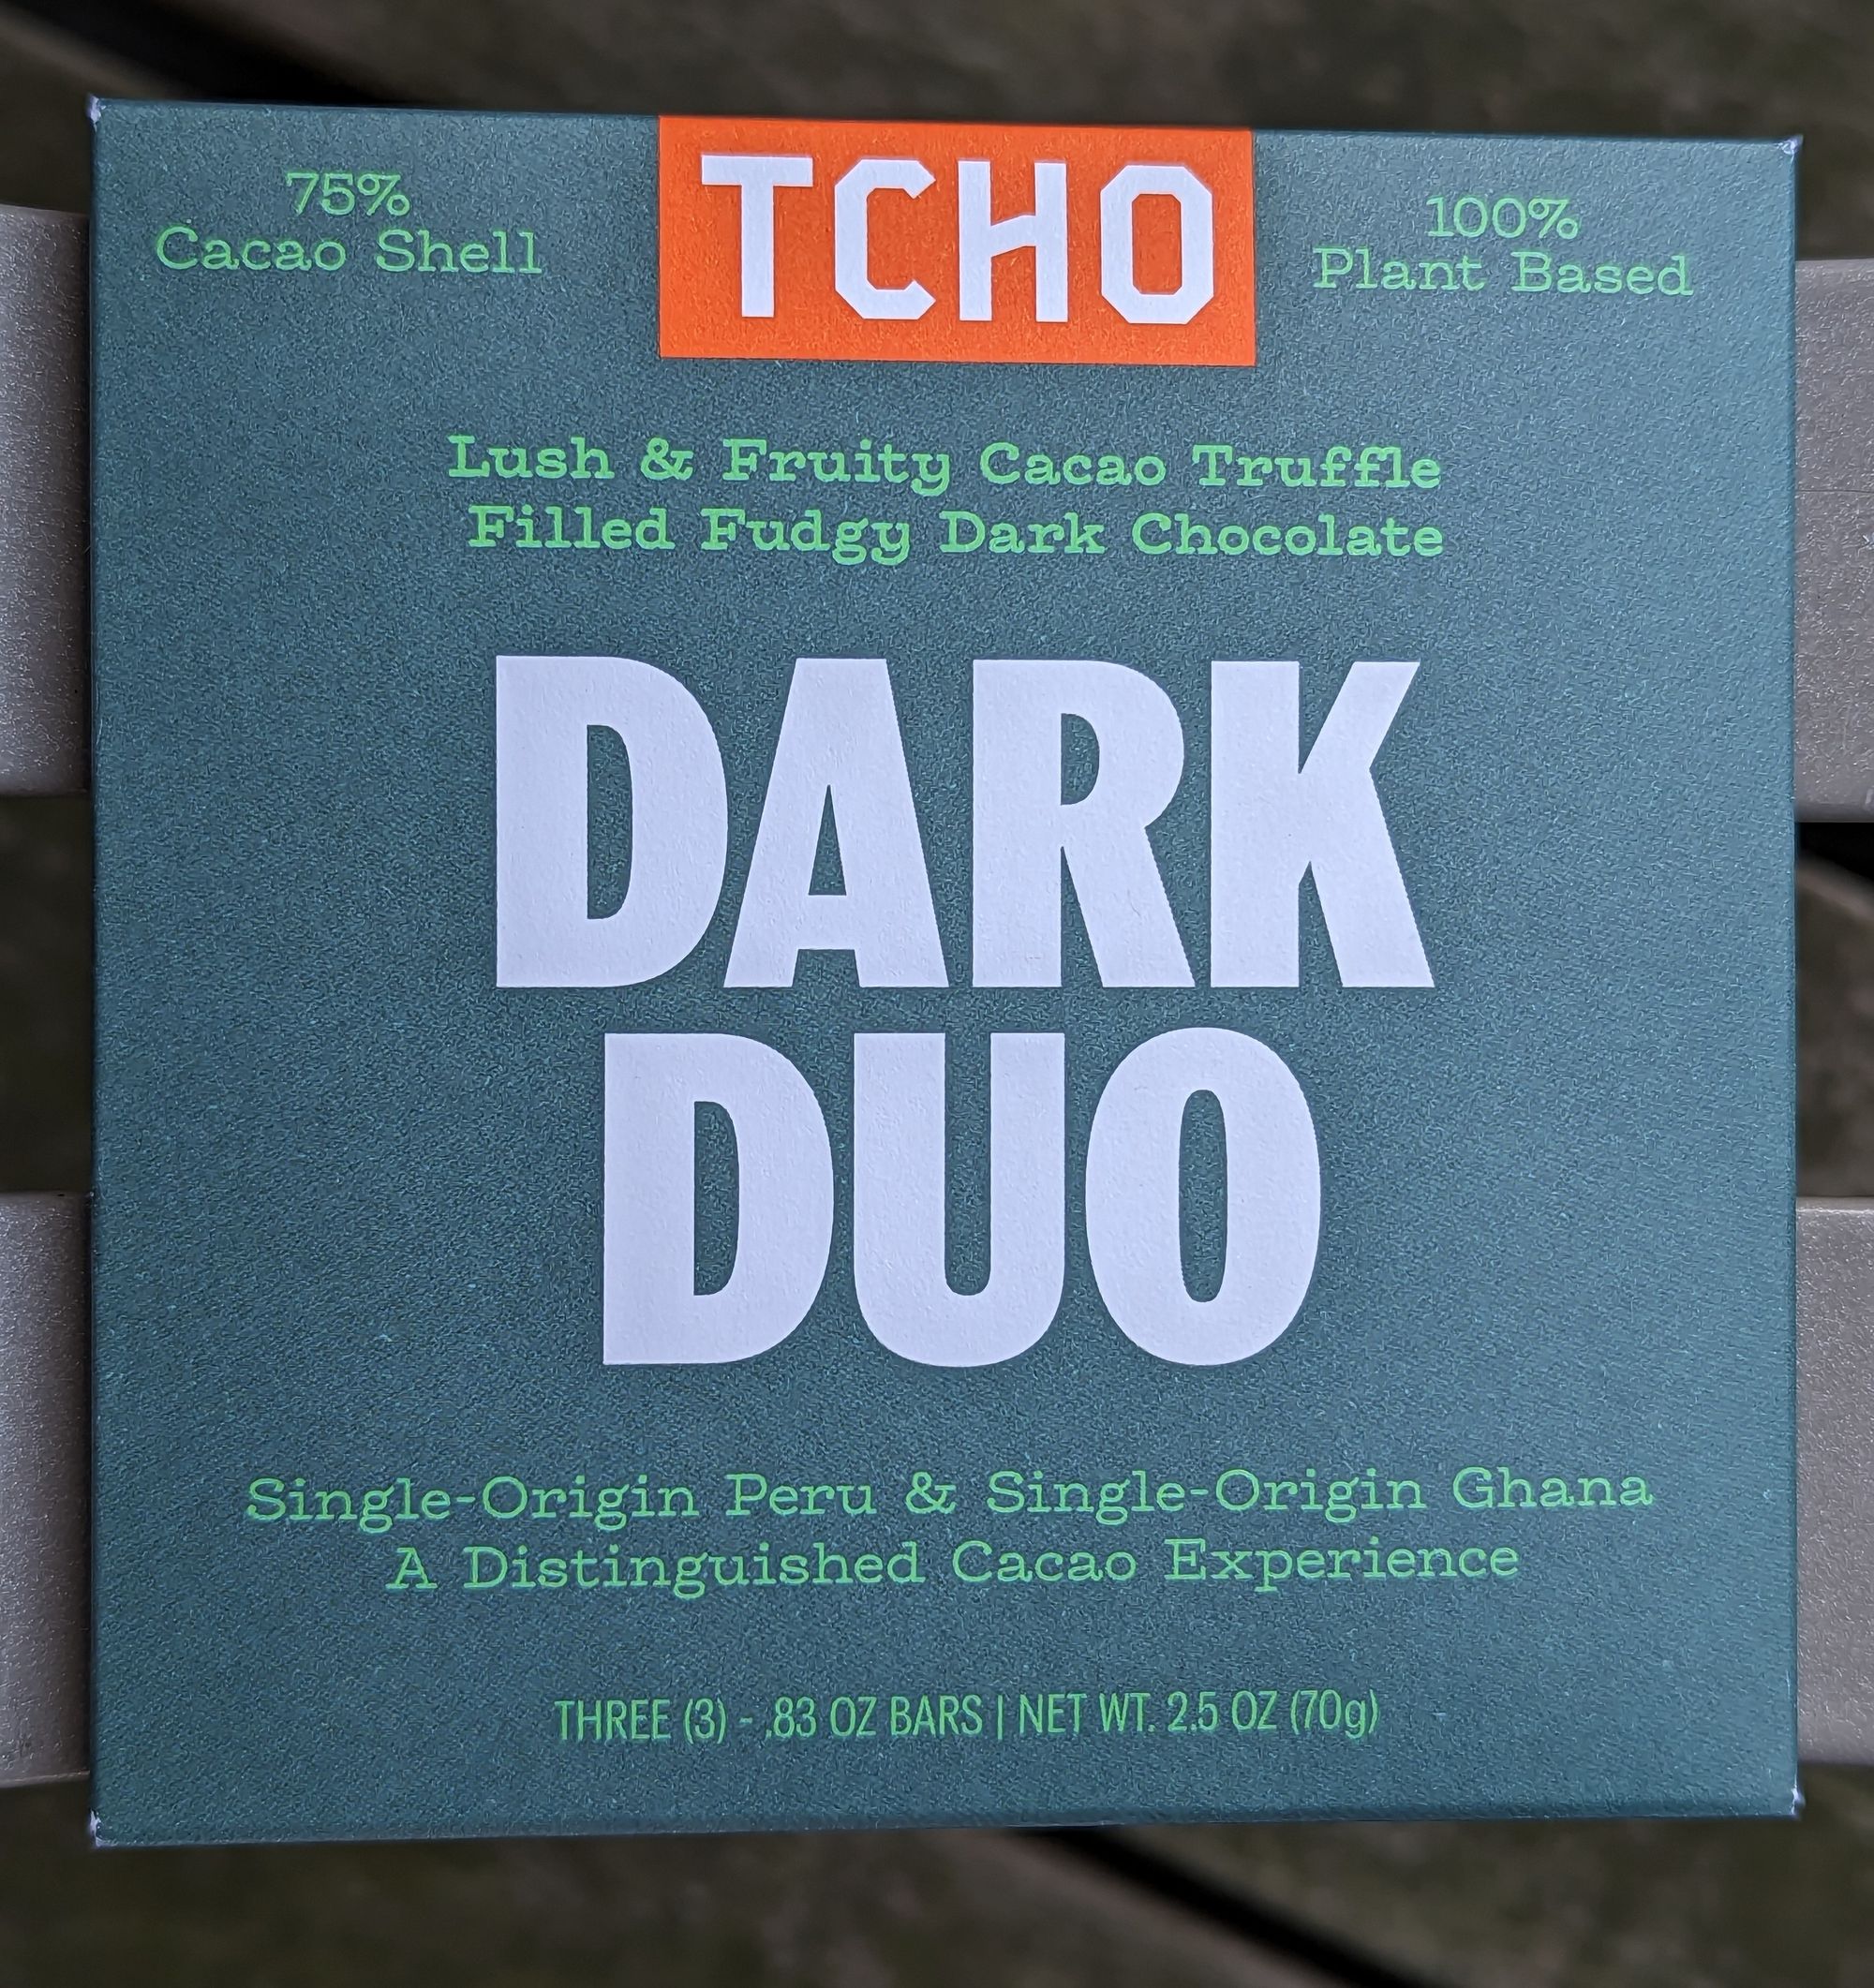 TCHO
75%
Cacao Shell
100%
Plant Based
Lush & Fruity Cacao Truffle
Filled Fudgy Dark Chocolate
DARK
DUO
Single-Origin Peru & Single-Origin Ghana
A Distinguished Cacao Experience
THREE (3) - .83 OZ BARS | NET WT. 2.5 OZ (70g)